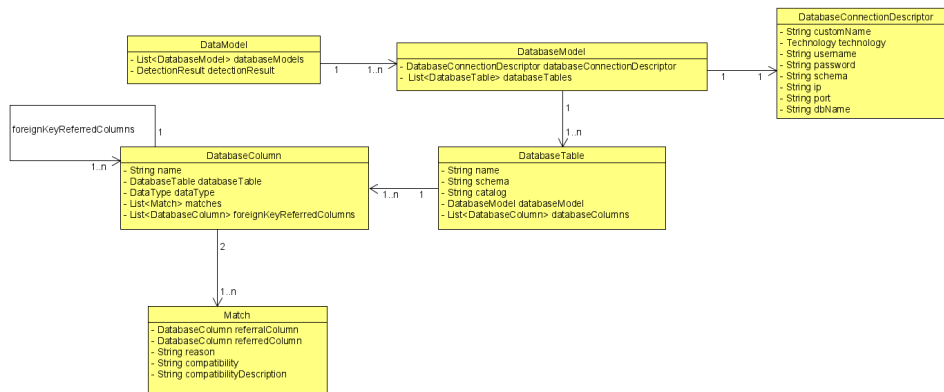 DataModel
- List<DatabaseModel> databaseModels
- DetectionResult detectionResult
1
1..n
DatabaseModel
- DatabaseConnectionDescriptor databaseConnectionDescriptor
- List<DatabaseTable> databaseTables
1
1
DatabaseConnectionDescriptor
- String customName
- Technology technology
- String username
- String password
- String schema
- String ip
- String port
- String dbName
1
1..n
foreignKeyReferredColumns
1
1..n
DatabaseColumn
- String name
- DatabaseTable databaseTable
- DataType dataType
- List<Match> matches
- List<DatabaseColumn> foreignKeyReferredColumns
1..n
1
DatabaseTable
- String name
- String schema
- String catalog
- DatabaseModel databaseModel
- List<DatabaseColumn> databaseColumns
2
1..n
Match
- DatabaseColumn referralColumn
- DatabaseColumn referredColumn
- String reason
- String compatibility
- String compatibilityDescription